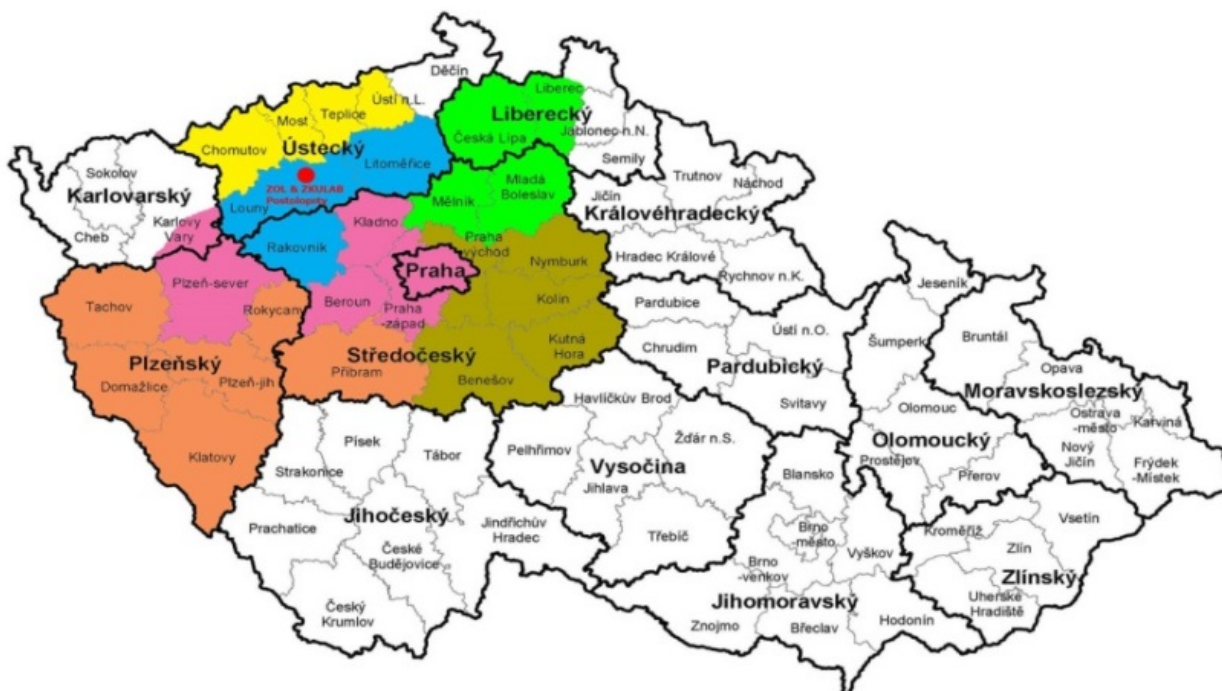 Děčín
Liberec
Ústí n.L.
Teplice
Most
Liberecký
Česká Lípa
Jablonec n.N.
Chomutov
Ústecký
Litoměřice
Semily
Sokolov
Karlovarský
ZOL & ZKULAB
Postoloprty
Louny
Mladá
Boleslav
Mělník
Trutnov
Náchod
Jičín
Královéhradecký
Cheb
Karlovy
Vary
Kladno
Rakovník
Praha
-východ
Nymburk
Hradec Králové
Rychnov n.K.
Praha
Plzeň-sever
Tachov
Rokycany
Beroun
Praha
-západ
Kolín
Pardubice
Jeseník
Ústí n.O.
Šumperk
Bruntál
Kutná
Hora
Chrudim
Pardubický
Plzeňský
Středočeský
Příbram
Benešov
Domažlice
Plzeň-jih
Svitavy
Opava
Moravskoslezský
Havlíčkův Brod
Olomouc
Ostrava
-město
Karviná
Klatovy
Písek
Tábor
Pelhřimov
Žďár n.S.
Olomoucký
Strakonice
Vysočina
Blansko
Prostějov
Přerov
Nový
Jičín
Frýdek
-Místek
Jihlava
Prachatice
Jihočeský
Jindřichův
Hradec
Třebíč
Brno
-město
Vyškov
Kroměříž
Vsetín
Zlín
České
Budějovice
Brno
-venkov
Zlínský
Český
Krumlov
Jihomoravský
Uherské
Hradiště
Znojmo
Břeclav
Hodonín